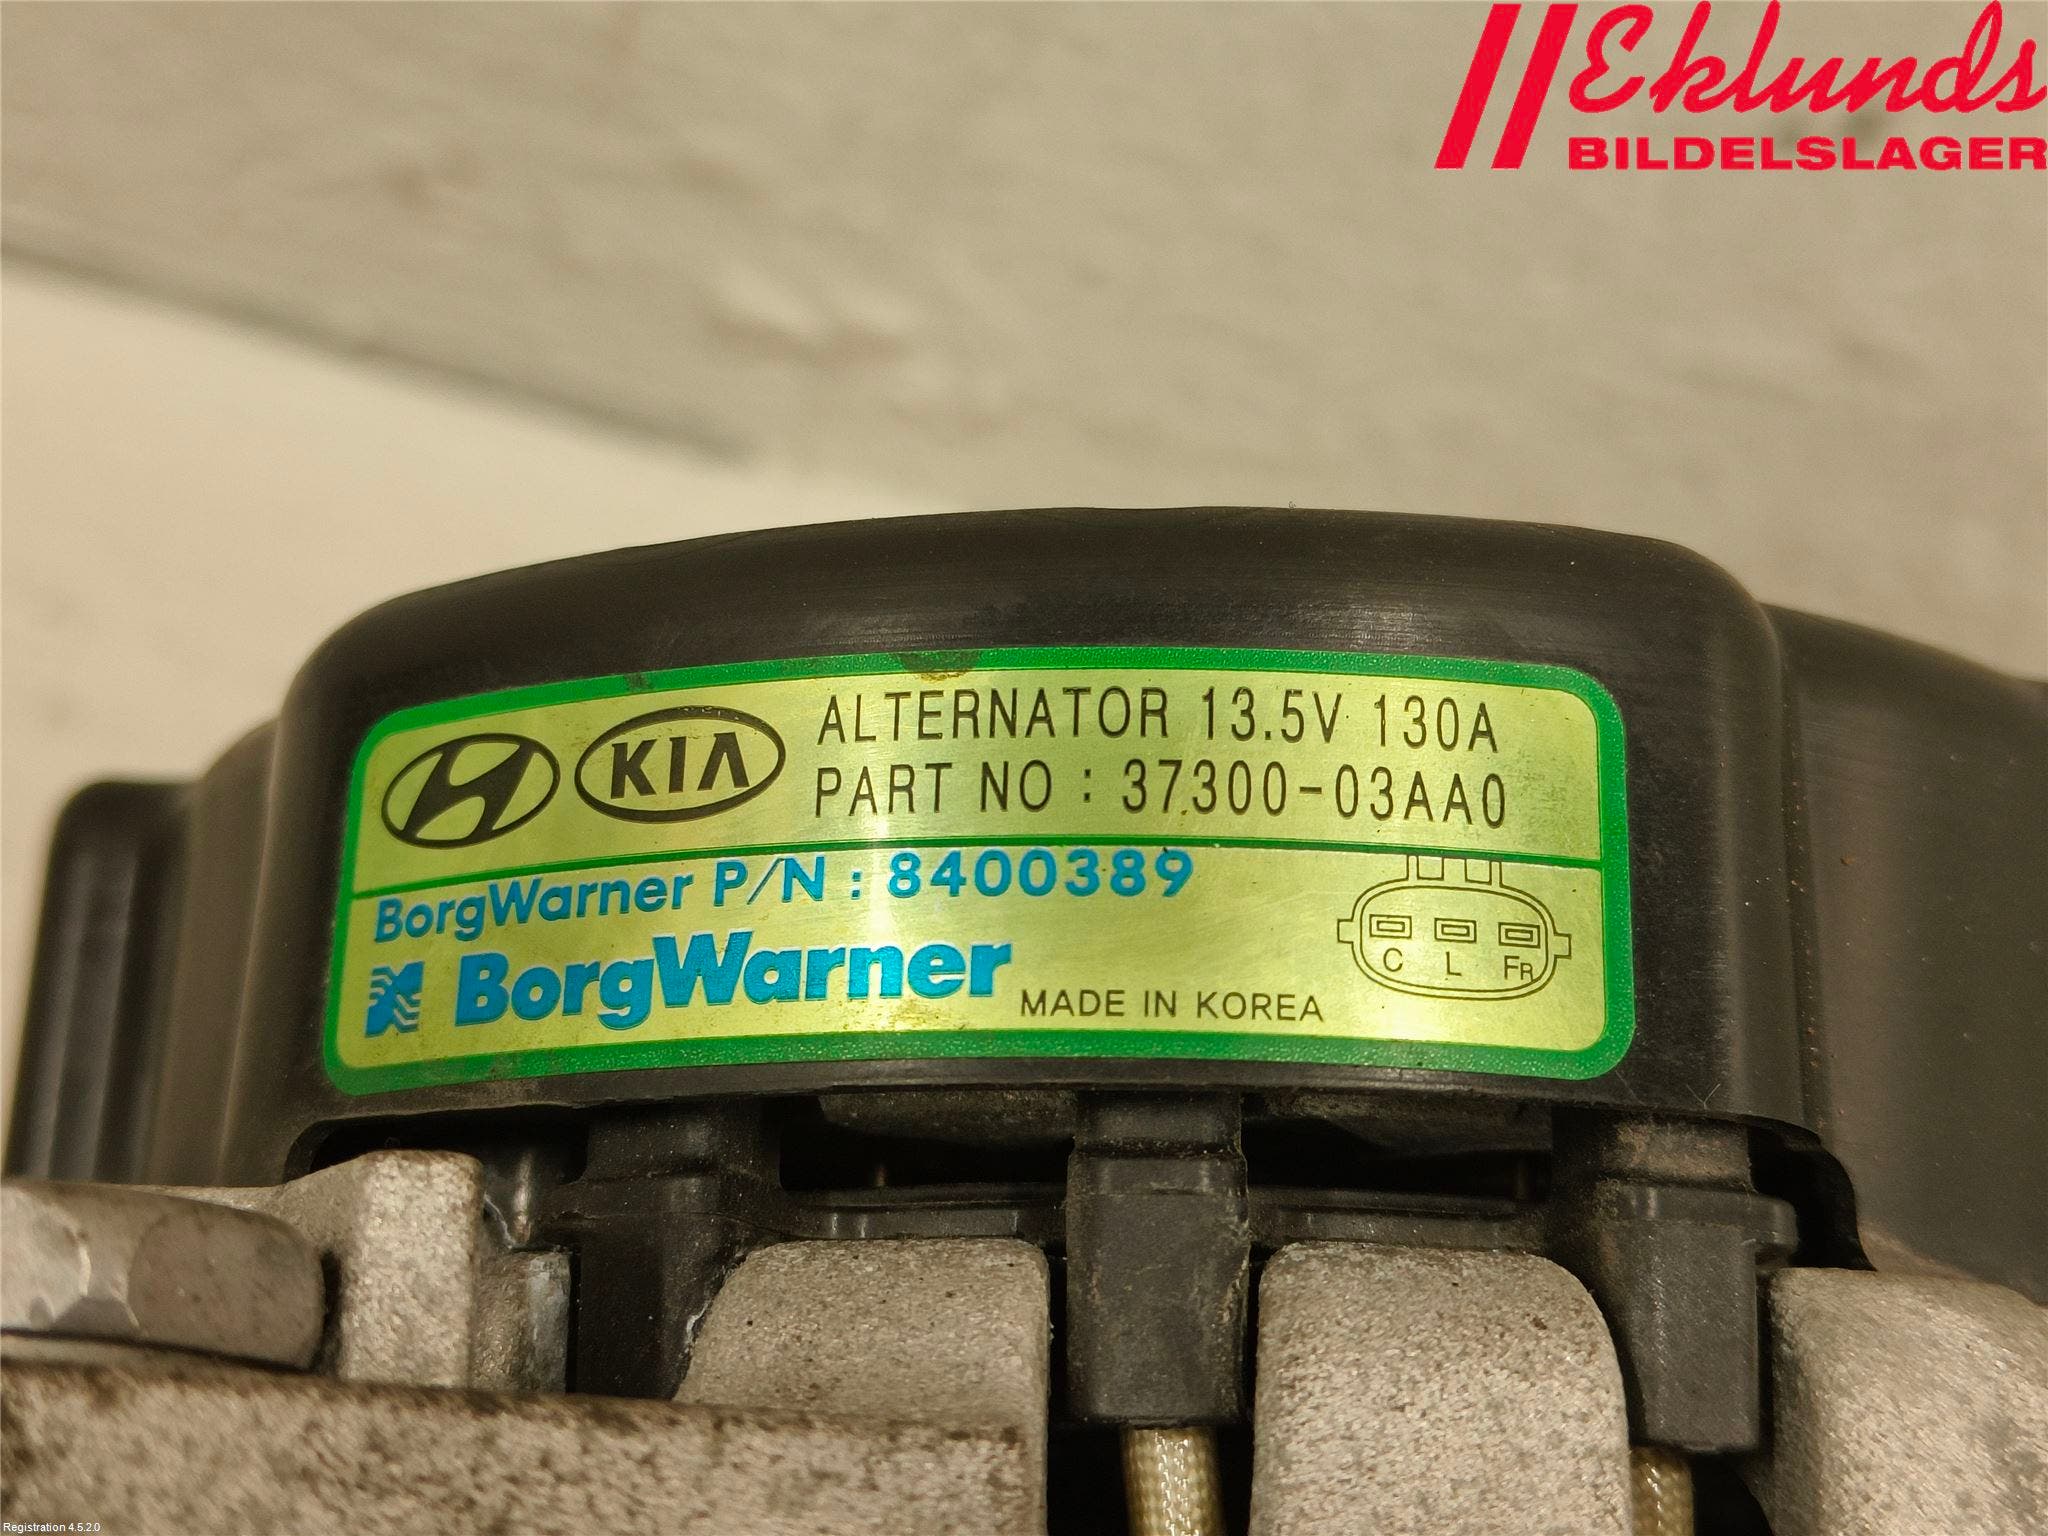 Eklunds
BILDELSLAGER
ALTERNATOR 13.5V 130A
KIA
PART NO : 37300-03AA0
BorgWarner P/N : 8400389
BorgWarner
MADE IN KOREA
C L FR
Registration 4.5.2.0